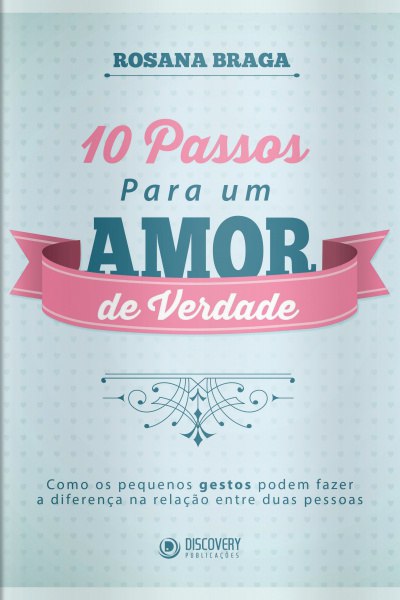 ROSANA BRAGA
10 Passos
Para um
AMOR
de Verdade
Como os pequenos gestos podem fazer
a diferença na relação entre duas pessoas
DISCOVERY
PUBLICAÇÕES